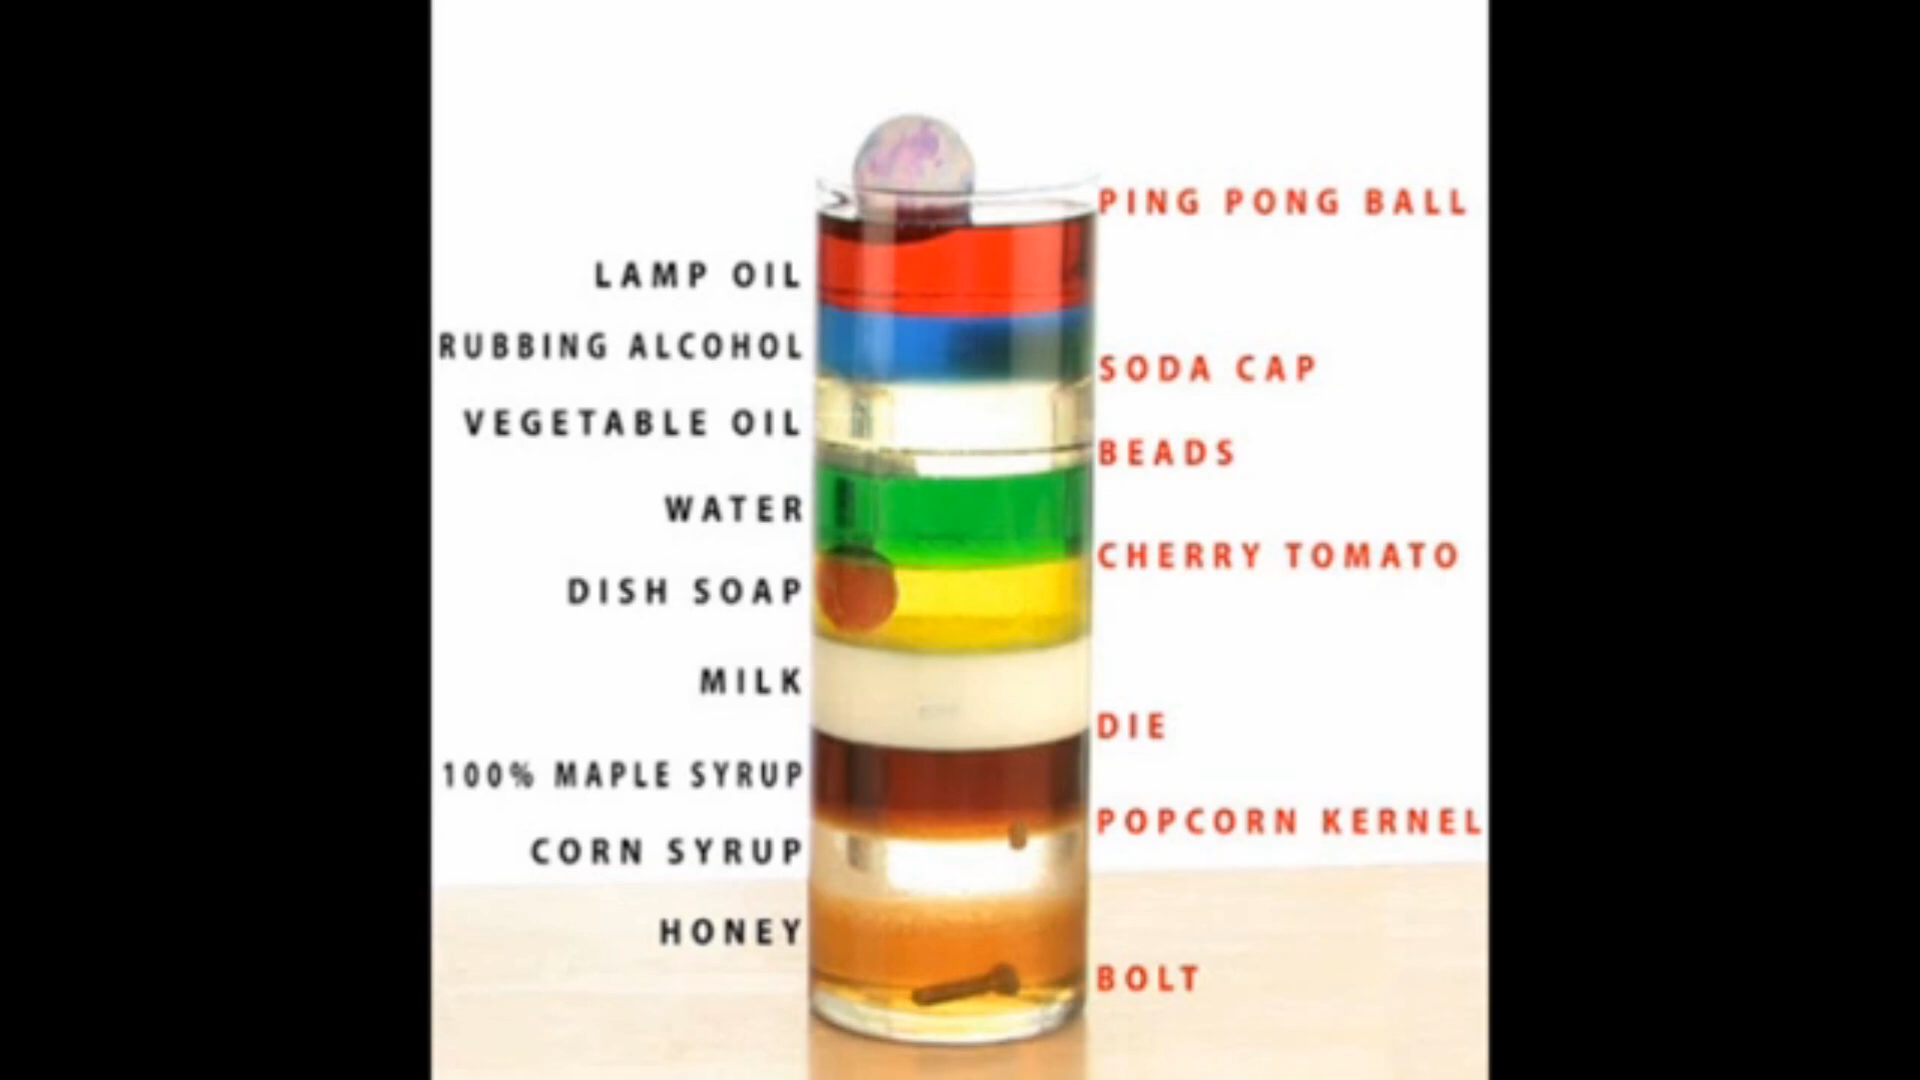 PING PONG BALL
LAMP OIL
RUBBING ALCOHOL
SODA CAP
VEGETABLE OIL
BEADS
WATER
CHERRY TOMATO
DISH SOAP
MILK
DIE
100% MAPLE SYRUP
POPCORN KERNEL
CORN SYRUP
HONEY
BOLT